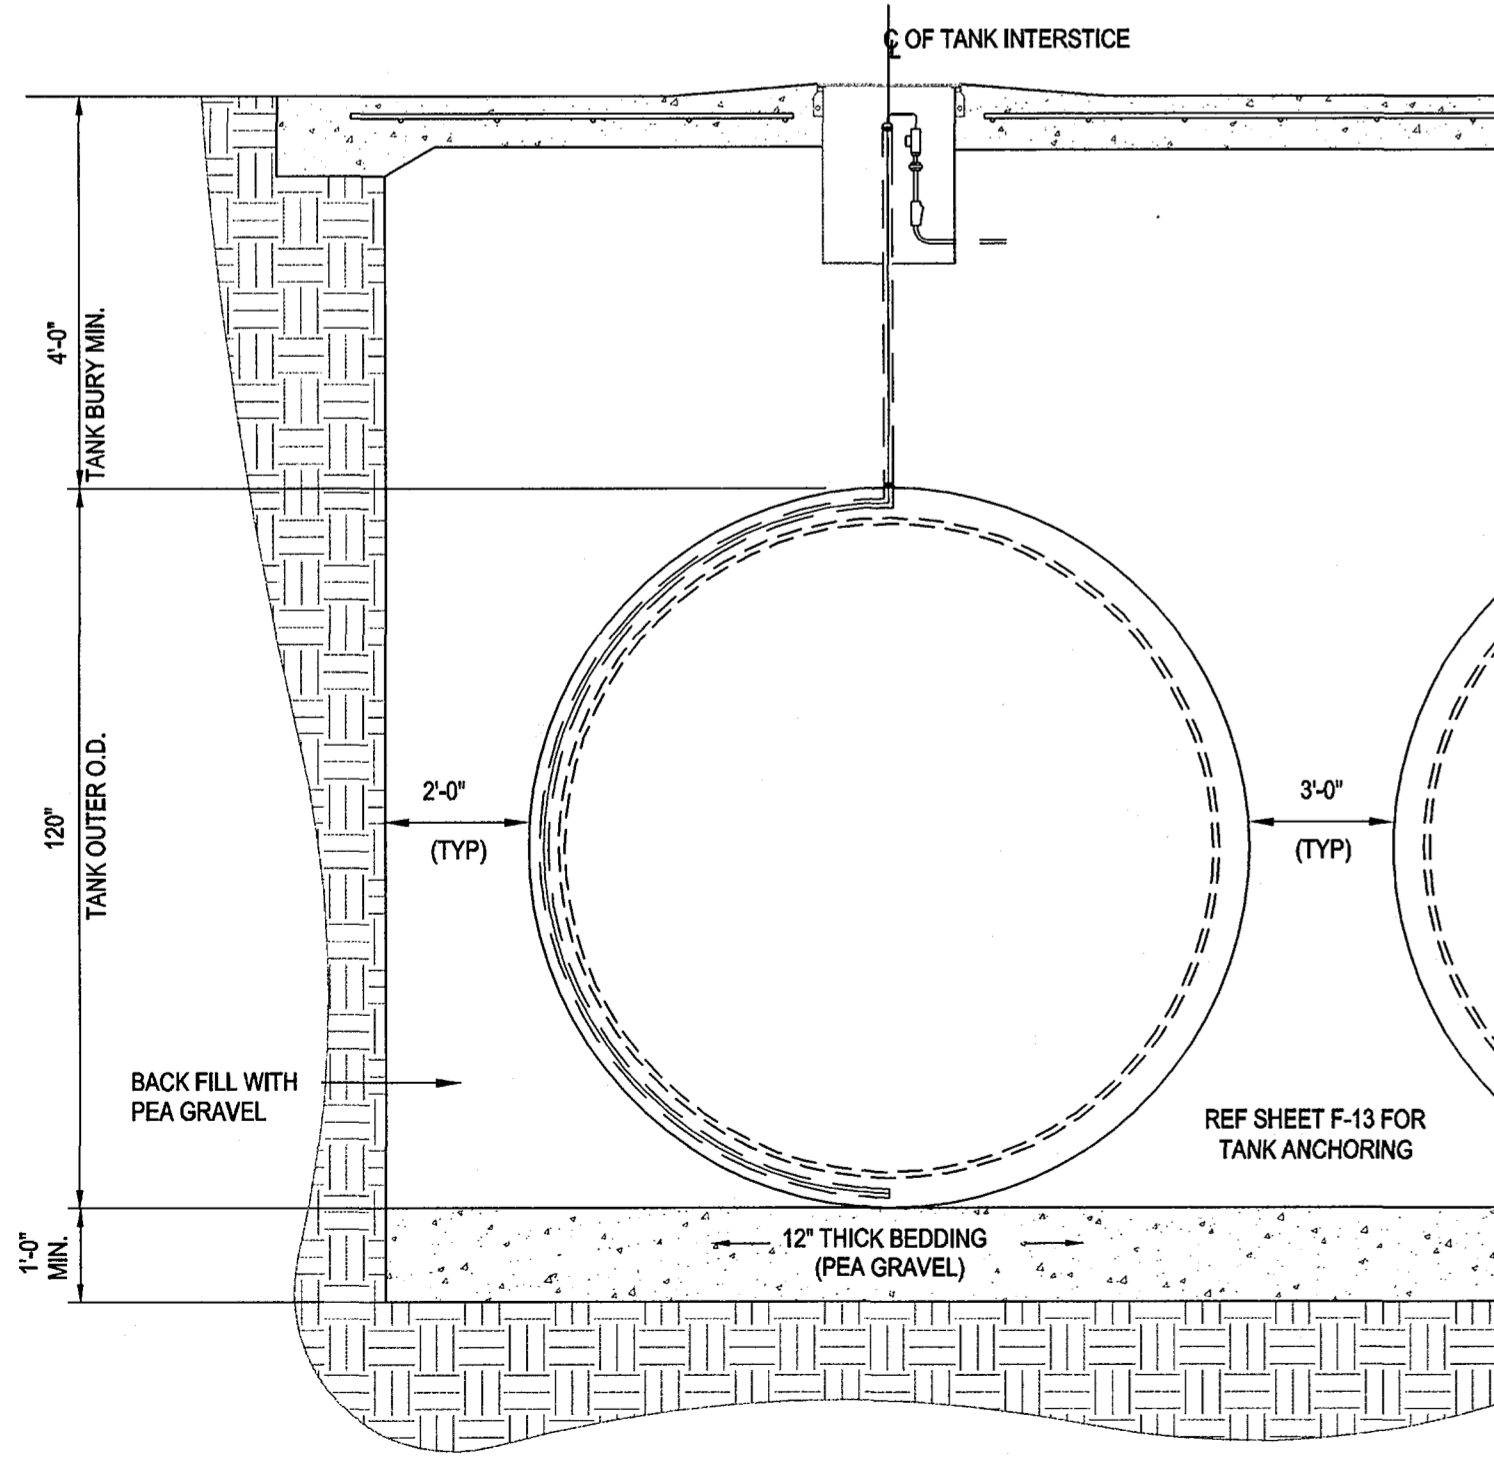 ℄ OF TANK INTERSTICE
4'-0"
TANK BURY MIN.
120"
TANK OUTER O.D.
2'-0"
(TYP)
3'-0"
(TYP)
BACK FILL WITH
PEA GRAVEL
REF SHEET F-13 FOR
TANK ANCHORING
1'-0"
MIN.
12" THICK BEDDING
(PEA GRAVEL)